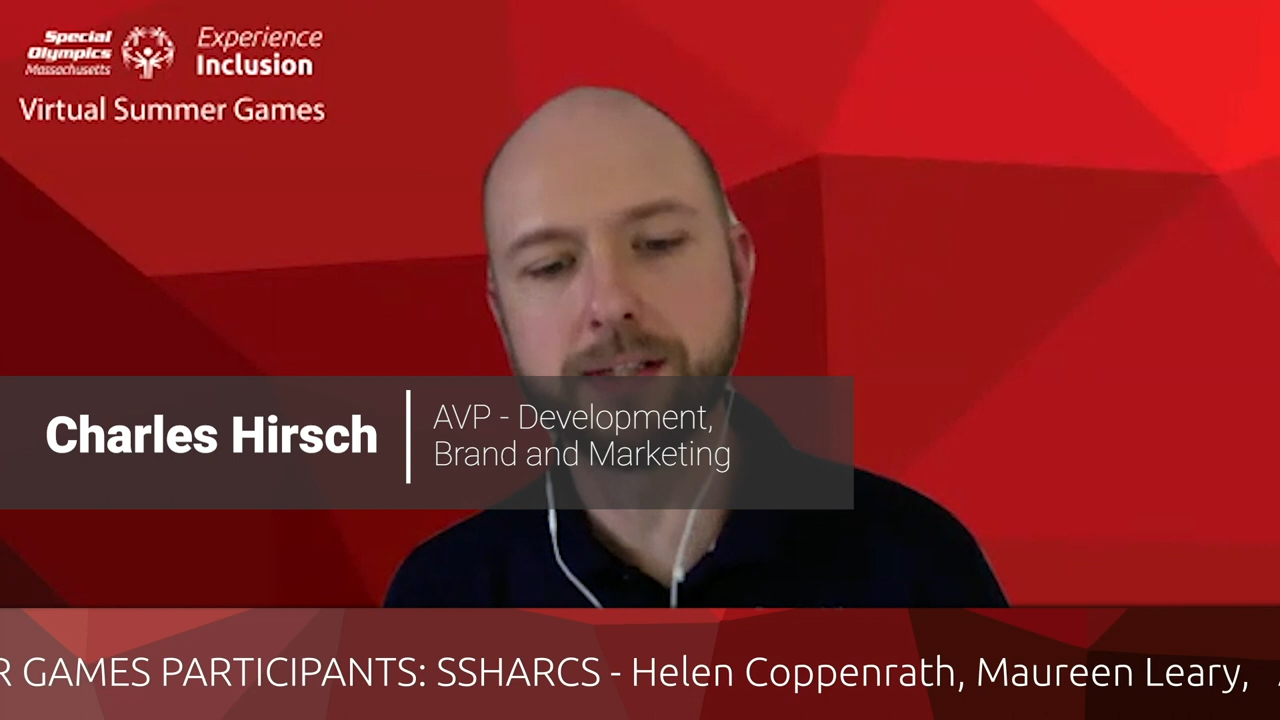 Special
Olympics
Massachusetts
Experience
Inclusion
Virtual Summer Games
Charles Hirsch
AVP - Development,
Brand and Marketing
R GAMES PARTICIPANTS: SSHARCS - Helen Coppenrath, Maureen Leary,